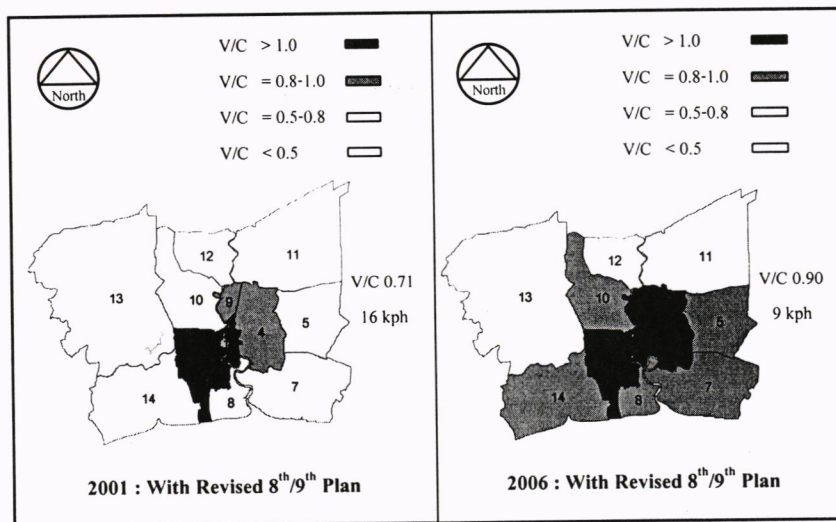 V/C > 1.0
V/C = 0.8-1.0
V/C = 0.5-0.8
V/C < 0.5
North
12
11
13
10
9
4
5
7
14
8
V/C 0.71
16 kph
2001 : With Revised 8th/9th Plan
V/C > 1.0
V/C = 0.8-1.0
V/C = 0.5-0.8
V/C < 0.5
North
12
11
13
10
5
7
14
8
V/C 0.90
9 kph
2006 : With Revised 8th/9th Plan